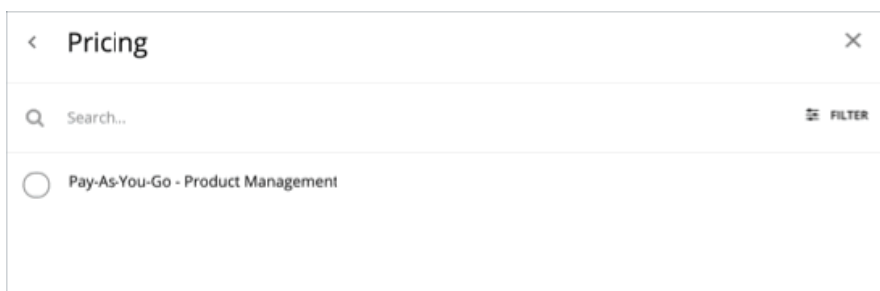 Pricing
Search...
FILTER
Pay-As-You-Go - Product Management